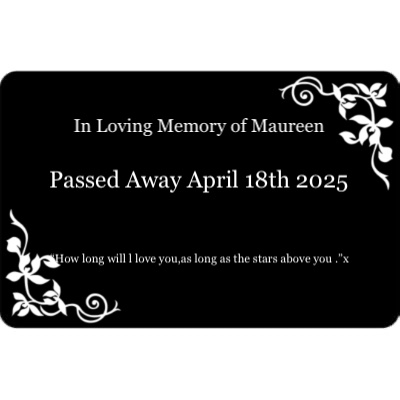 In Loving Memory of Maureen
Passed Away April 18th 2025
"How long will l love you,as long as the stars above you ."x